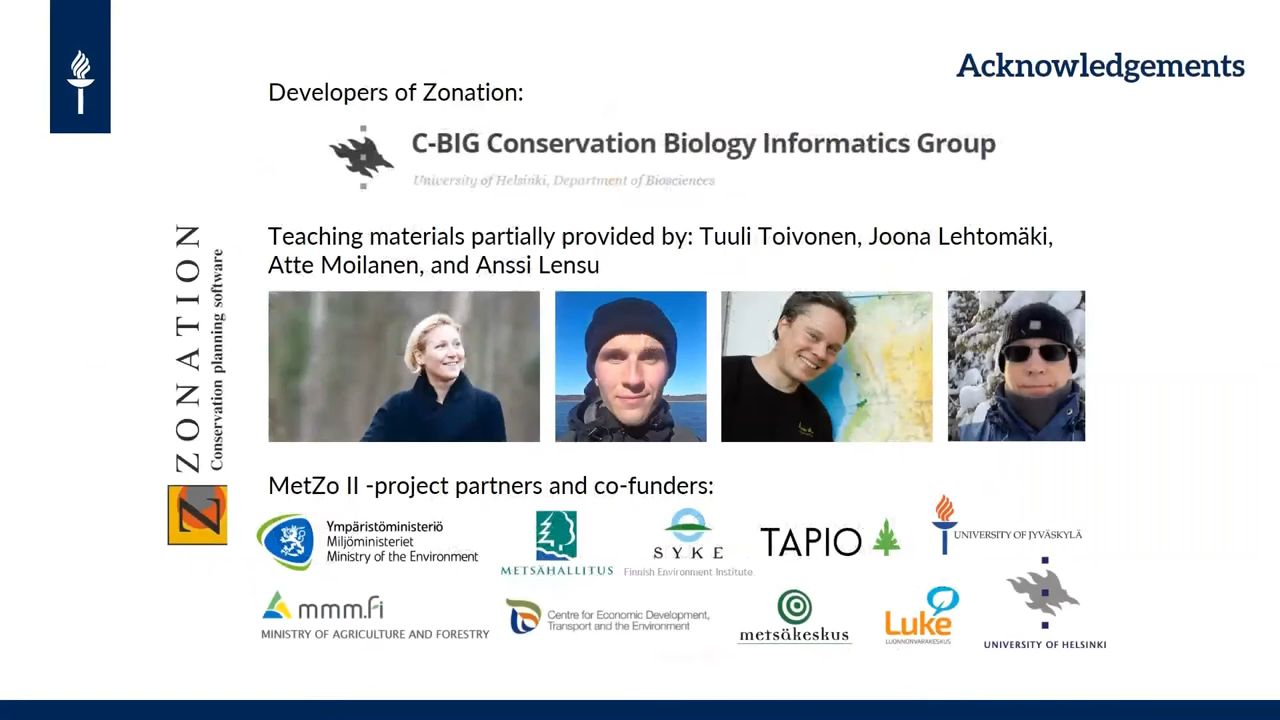 Acknowledgements
Developers of Zonation:
C-BIG Conservation Biology Informatics Group
University of Helsinki, Department of Biosciences
ZONATION
Conservation planning software
Z
Teaching materials partially provided by: Tuuli Toivonen, Joona Lehtomäki,
Atte Moilanen, and Anssi Lensu
MetZo II -project partners and co-funders:
Ympäristöministeriö
Miljöministeriet
Ministry of the Environment
METSÄHALLITUS
SYKE
Finnish Environment Institute
TAPIO
UNIVERSITY OF JYVÄSKYLÄ
mmm.fi
MINISTRY OF AGRICULTURE AND FORESTRY
Centre for Economic Development,
Transport and the Environment
metsäkeskus
Luke
LUONNONVARAKESKUS
UNIVERSITY OF HELSINKI